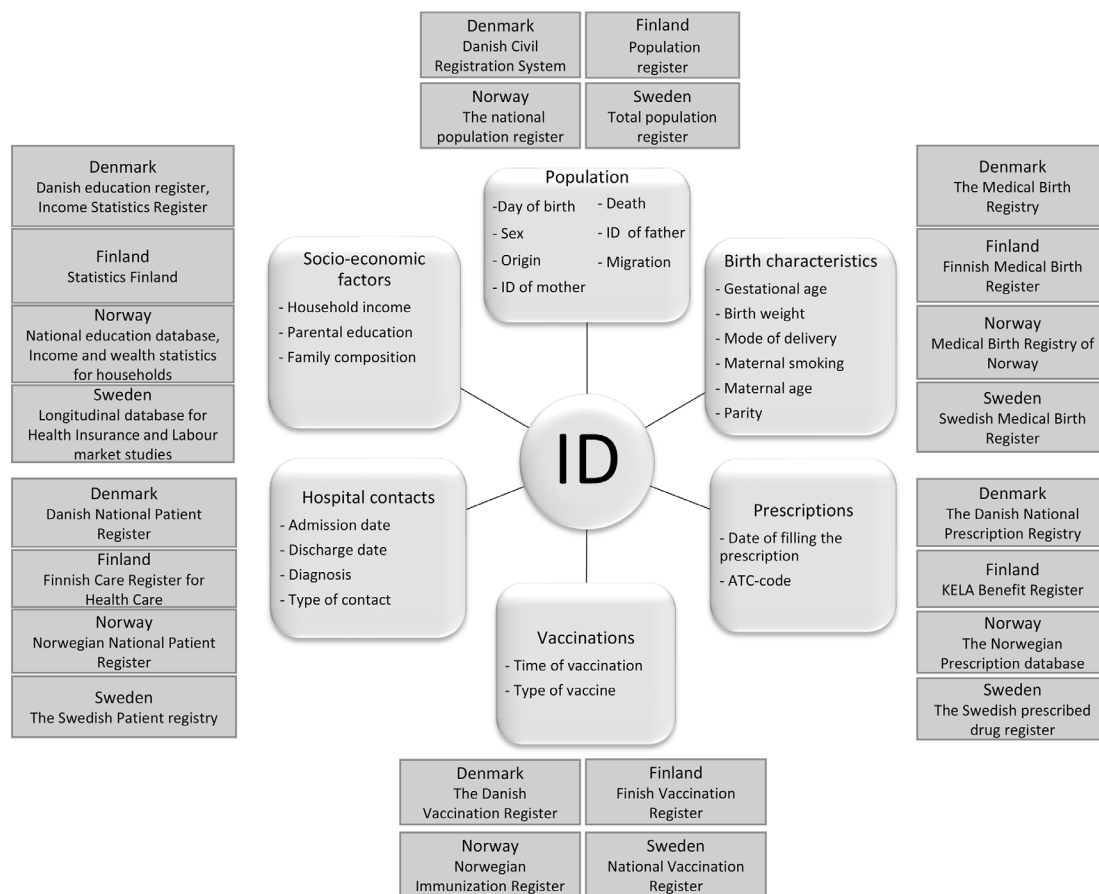 Denmark
Danish Civil
Registration System
Finland
Population
register
Norway
The national
population register
Sweden
Total population
register
Denmark
Danish education register,
Income Statistics Register
Finland
Statistics Finland
Norway
National education database,
Income and wealth statistics
for households
Sweden
Longitudinal database for
Health Insurance and Labour
market studies
Socio-economic
factors
- Household income
- Parental education
- Family composition
Population
-Day of birth
- Sex
- Origin
- ID of mother
- Death
- ID of father
- Migration
Birth characteristics
- Gestational age
- Birth weight
- Mode of delivery
- Maternal smoking
- Maternal age
- Parity
Denmark
The Medical Birth
Registry
Finland
Finnish Medical Birth
Register
Norway
Medical Birth Registry of
Norway
Sweden
Swedish Medical Birth
Register
ID
Denmark
Danish National Patient
Register
Finland
Finnish Care Register for
Health Care
Norway
Norwegian National Patient
Register
Sweden
The Swedish Patient registry
Hospital contacts
- Admission date
- Discharge date
- Diagnosis
- Type of contact
Vaccinations
- Time of vaccination
- Type of vaccine
Prescriptions
- Date of filling the
prescription
- ATC-code
Denmark
The Danish National
Prescription Registry
Finland
KELA Benefit Register
Norway
The Norwegian
Prescription database
Sweden
The Swedish prescribed
drug register
Denmark
The Danish
Vaccination Register
Finland
Finish Vaccination
Register
Norway
Norwegian
Immunization Register
Sweden
National Vaccination
Register